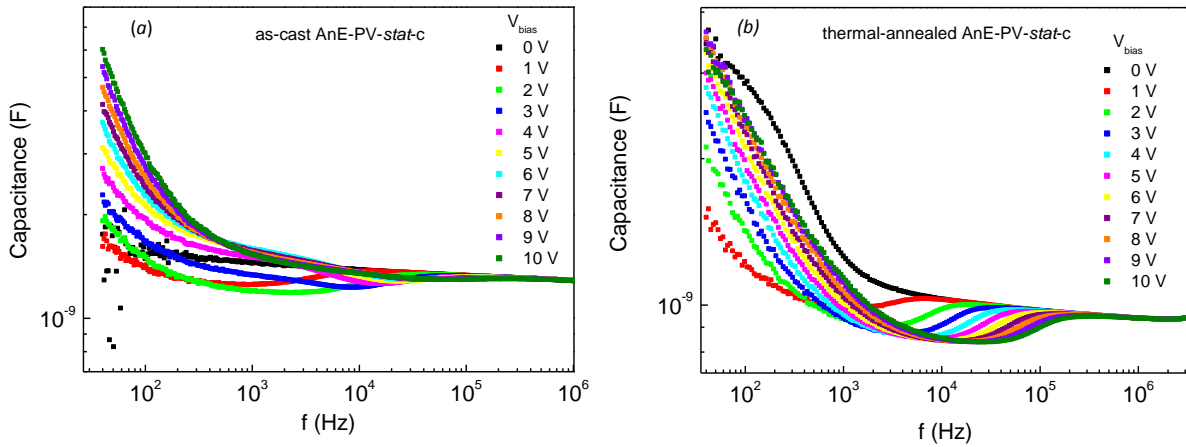 (a)
as-cast AnE-PV-stat-c
V_bias
0 V
1 V
2 V
3 V
4 V
5 V
6 V
7 V
8 V
9 V
10 V
Capacitance (F)
10^-9
10^2
10^3
10^4
10^5
10^6
f (Hz)
(b)
thermal-annealed AnE-PV-stat-c
V_bias
0 V
1 V
2 V
3 V
4 V
5 V
6 V
7 V
8 V
9 V
10 V
Capacitance (F)
10^-9
10^2
10^3
10^4
10^5
10^6
f (Hz)